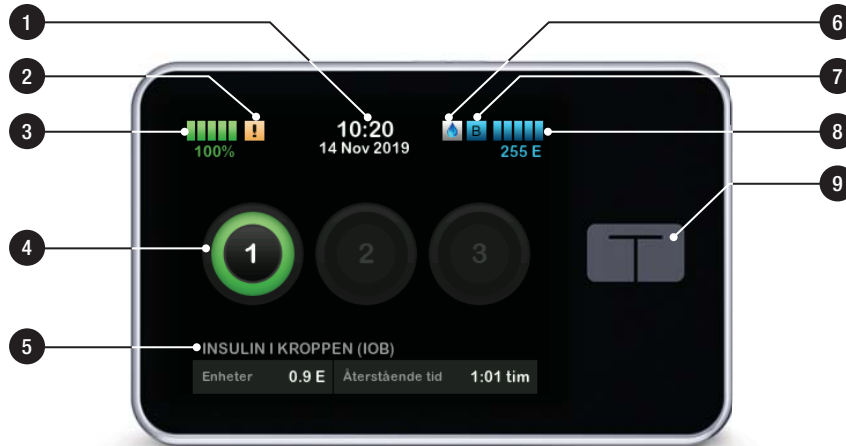 1
2
3
6
7
8
9
4
5
! 10:20 B
100% 14 Nov 2019 255 E
1 2 3
INSULIN I KROPPEN (IOB)
Enheter 0.9 E Återstående tid 1:01 tim